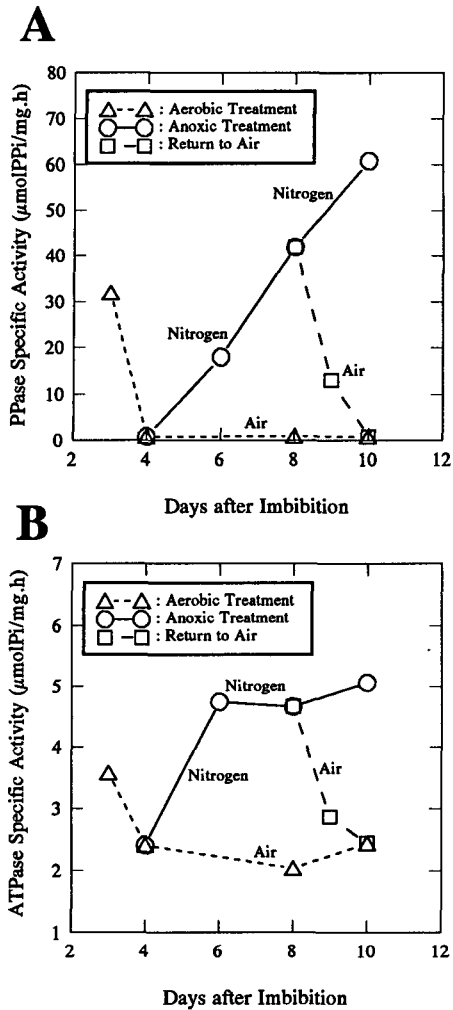 A
PPase Specific Activity (μmolPPi/mg.h)
80
70
60
50
40
30
20
10
0
: Aerobic Treatment
: Anoxic Treatment
: Return to Air
Nitrogen
Nitrogen
Air
Air
2 4 6 8 10 12
Days after Imbibition
B
ATPase Specific Activity (μmolPi/mg.h)
7
6
5
4
3
2
1
: Aerobic Treatment
: Anoxic Treatment
: Return to Air
Nitrogen
Nitrogen
Air
Air
2 4 6 8 10 12
Days after Imbibition